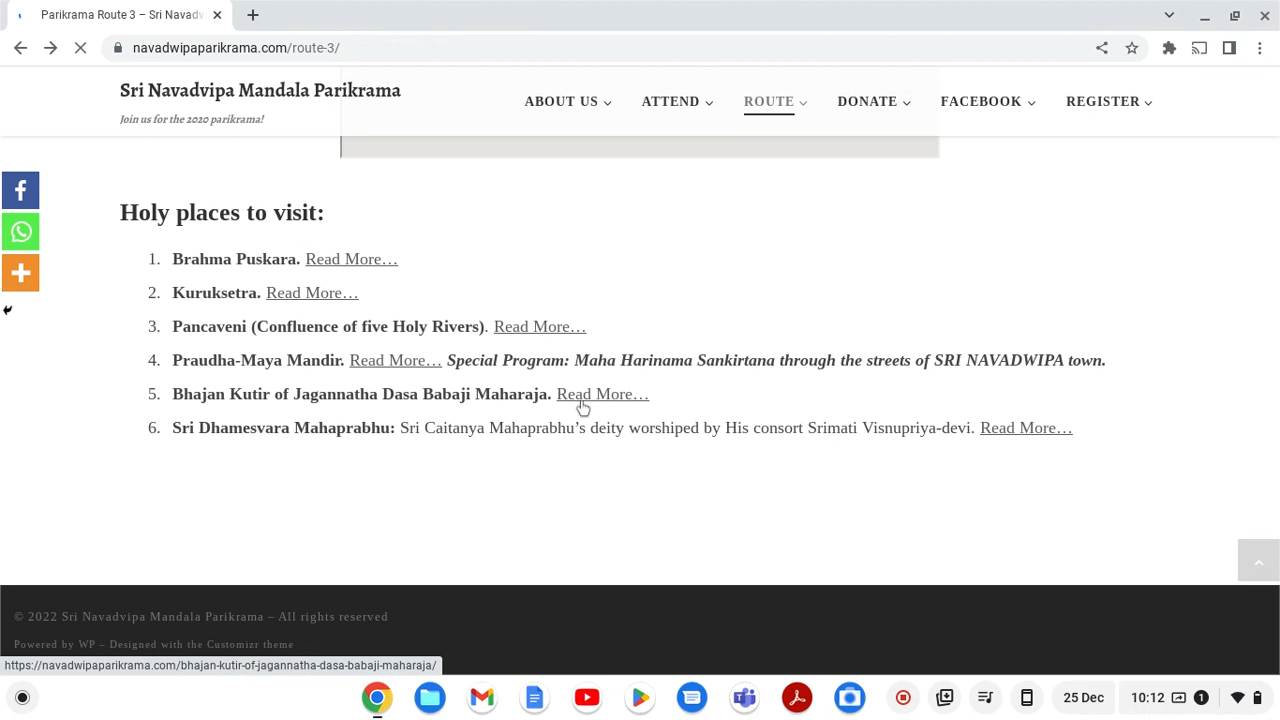 Parikrama Route 3 – Sri Navadv
navadwipaparikrama.com/route-3/
Sri Navadvipa Mandala Parikrama
Join us for the 2020 parikrama!
ABOUT US
ATTEND
ROUTE
DONATE
FACEBOOK
REGISTER
Holy places to visit:
1. Brahma Puskara. Read More…
2. Kuruksetra. Read More…
3. Pancaveni (Confluence of five Holy Rivers). Read More…
4. Praudha-Maya Mandir. Read More… Special Program: Maha Harinama Sankirtana through the streets of SRI NAVADWIPA town.
5. Bhajan Kutir of Jagannatha Dasa Babaji Maharaja. Read More…
6. Sri Dhamesvara Mahaprabhu: Sri Caitanya Mahaprabhu’s deity worshiped by His consort Srimati Visnupriya-devi. Read More…
© 2022 Sri Navadvipa Mandala Parikrama – All rights reserved
Powered by WP – Designed with the Customizr theme
https://navadwipaparikrama.com/bhajan-kutir-of-jagannatha-dasa-babaji-maharaja/
25 Dec
10:12
1